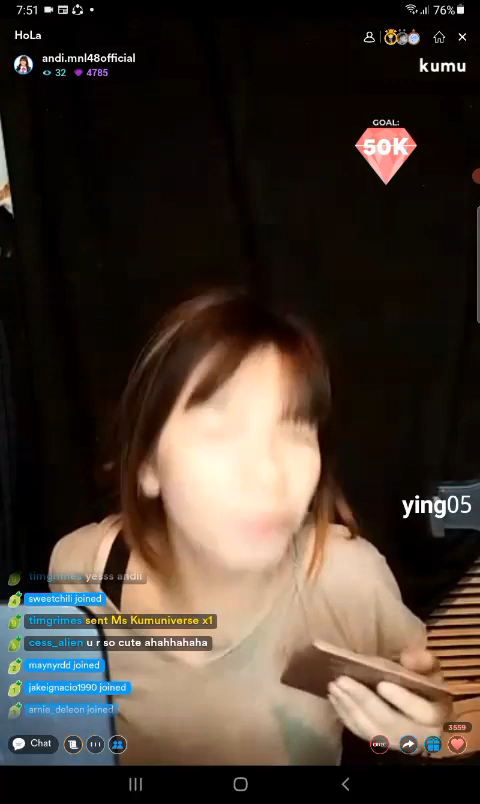 7:51
76%
HoLa
andi.mnl48official
32 4785
kumu
GOAL:
50K
ying05
timgrimes yesss andii
sweetchili joined
timgrimes sent Ms Kumuniverse x1
cess_alien u r so cute ahahhahaha
maynyrdd joined
jakeignacio1990 joined
arnie_deleon joined
3559
Chat